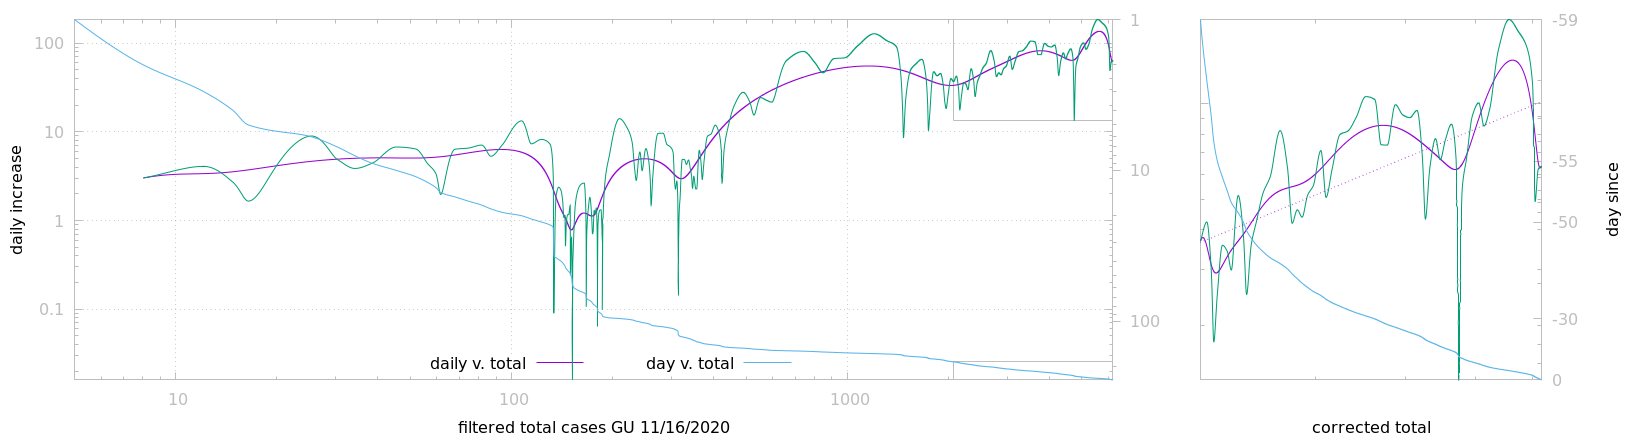 100
10
1
0.1
daily increase
10
100
1000
filtered total cases GU 11/16/2020
daily v. total
day v. total
1
10
100
-59
-55
-50
-30
0
day since
corrected total